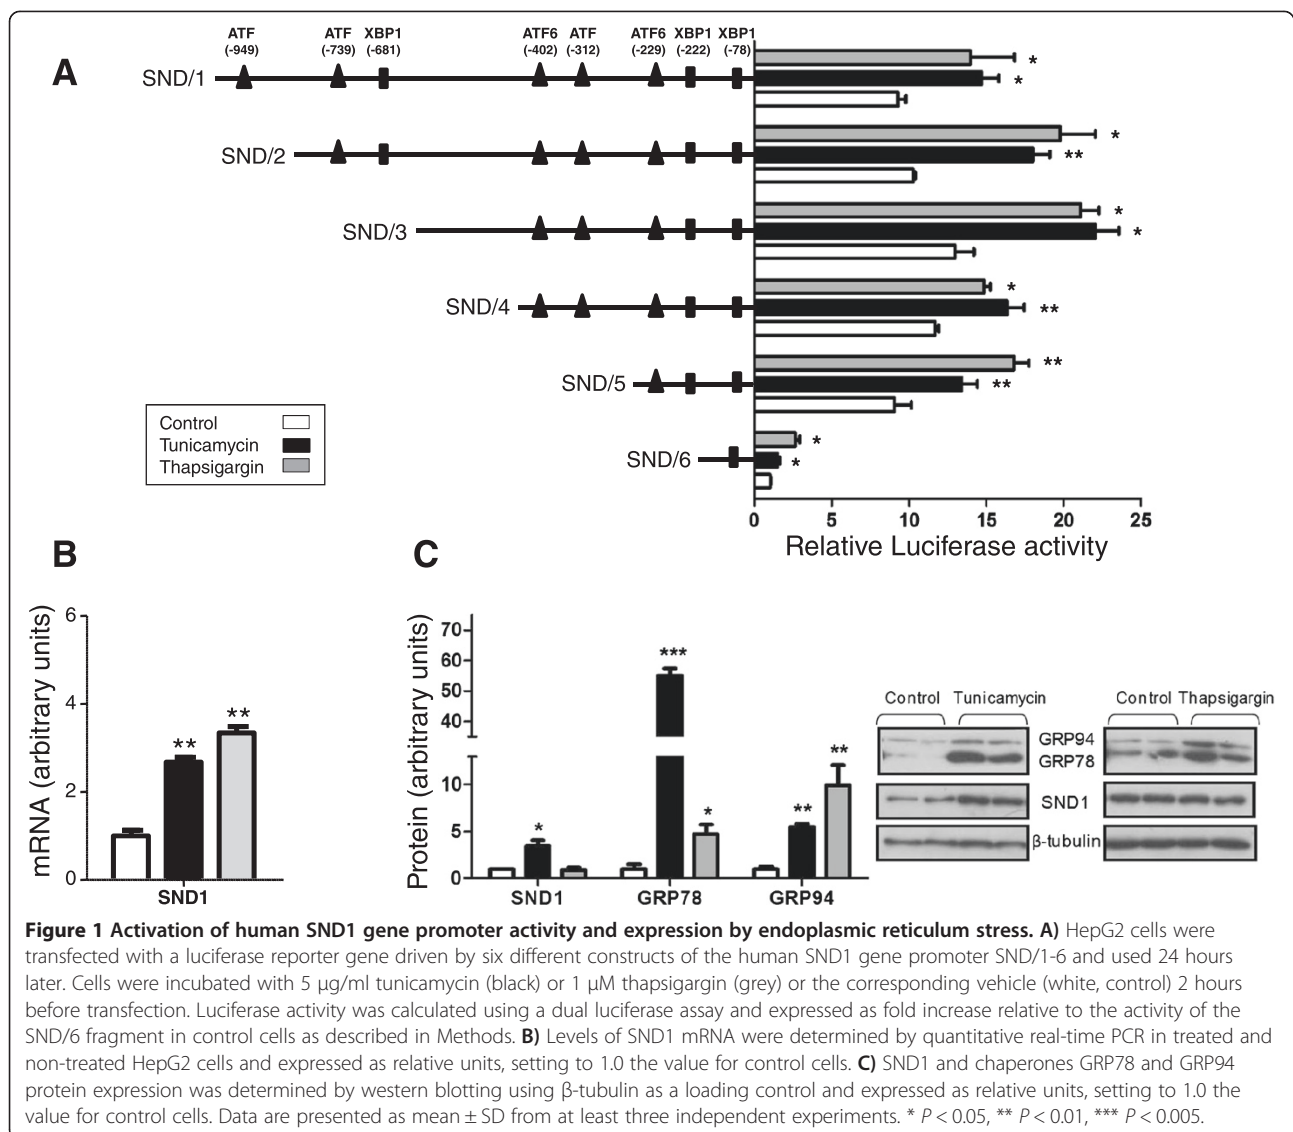 ATF ATF XBP1 ATF6 ATF ATF6 XBP1 XBP1
(-949) (-739) (-681) (-402) (-312) (-229) (-222) (-78)
A
SND/1
*
*
SND/2
*
**
SND/3
*
*
SND/4
*
**
SND/5
**
**
SND/6
*
*
Control
Tunicamycin
Thapsigargin
0 5 10 15 20 25
Relative Luciferase activity
B
mRNA (arbitrary units)
6
4
2
0
**
**
SND1
C
Protein (arbitrary units)
70
60
50
40
10
5
0
*
***
*
**
**
SND1 GRP78 GRP94
Control Tunicamycin Control Thapsigargin
GRP94
GRP78
SND1
β-tubulin
Figure 1 Activation of human SND1 gene promoter activity and expression by endoplasmic reticulum stress. A) HepG2 cells were
transfected with a luciferase reporter gene driven by six different constructs of the human SND1 gene promoter SND/1-6 and used 24 hours
later. Cells were incubated with 5 μg/ml tunicamycin (black) or 1 μM thapsigargin (grey) or the corresponding vehicle (white, control) 2 hours
before transfection. Luciferase activity was calculated using a dual luciferase assay and expressed as fold increase relative to the activity of the
SND/6 fragment in control cells as described in Methods. B) Levels of SND1 mRNA were determined by quantitative real-time PCR in treated and
non-treated HepG2 cells and expressed as relative units, setting to 1.0 the value for control cells. C) SND1 and chaperones GRP78 and GRP94
protein expression was determined by western blotting using β-tubulin as a loading control and expressed as relative units, setting to 1.0 the
value for control cells. Data are presented as mean ± SD from at least three independent experiments. * P < 0.05, ** P < 0.01, *** P < 0.005.